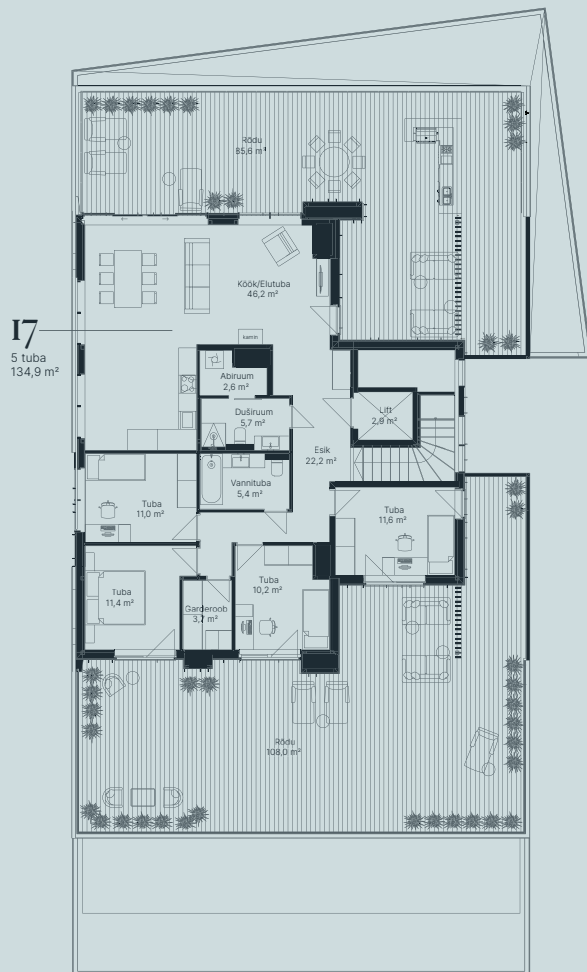 Rõdu
85,6 m²
Köök/Elutuba
46,2 m²
17
5 tuba
134,9 m²
kamin
Abiruum
2,6 m²
Duširuum
5,7 m²
Lift
2,9 m²
Esik
22,2 m²
Vannituba
5,4 m²
Tuba
11,0 m²
Tuba
11,6 m²
Tuba
11,4 m²
Tuba
10,2 m²
Garderoob
3,7 m²
Rõdu
108,0 m²